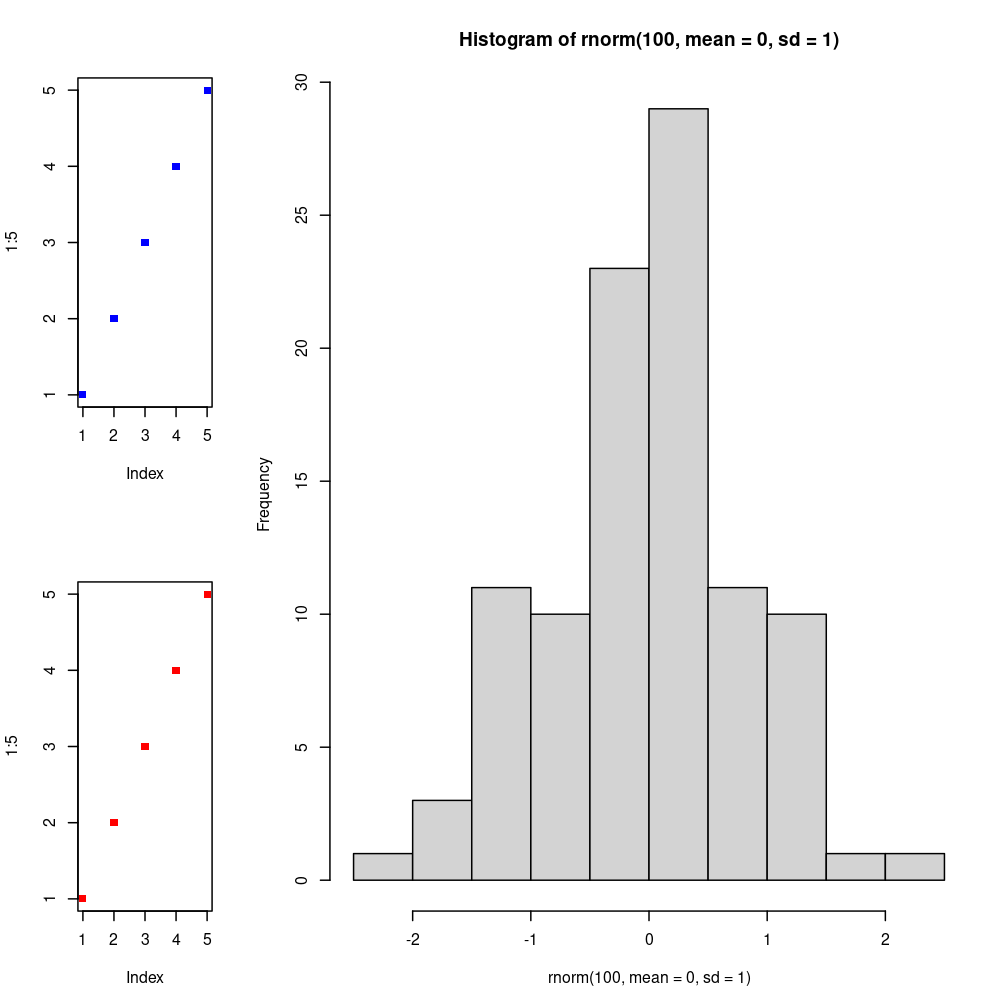 5
4
3
2
1
1:5
1 2 3 4 5
Index
5
4
3
2
1
1:5
1 2 3 4 5
Index
Histogram of rnorm(100, mean = 0, sd = 1)
30
25
20
15
10
5
0
Frequency
-2 -1 0 1 2
rnorm(100, mean = 0, sd = 1)